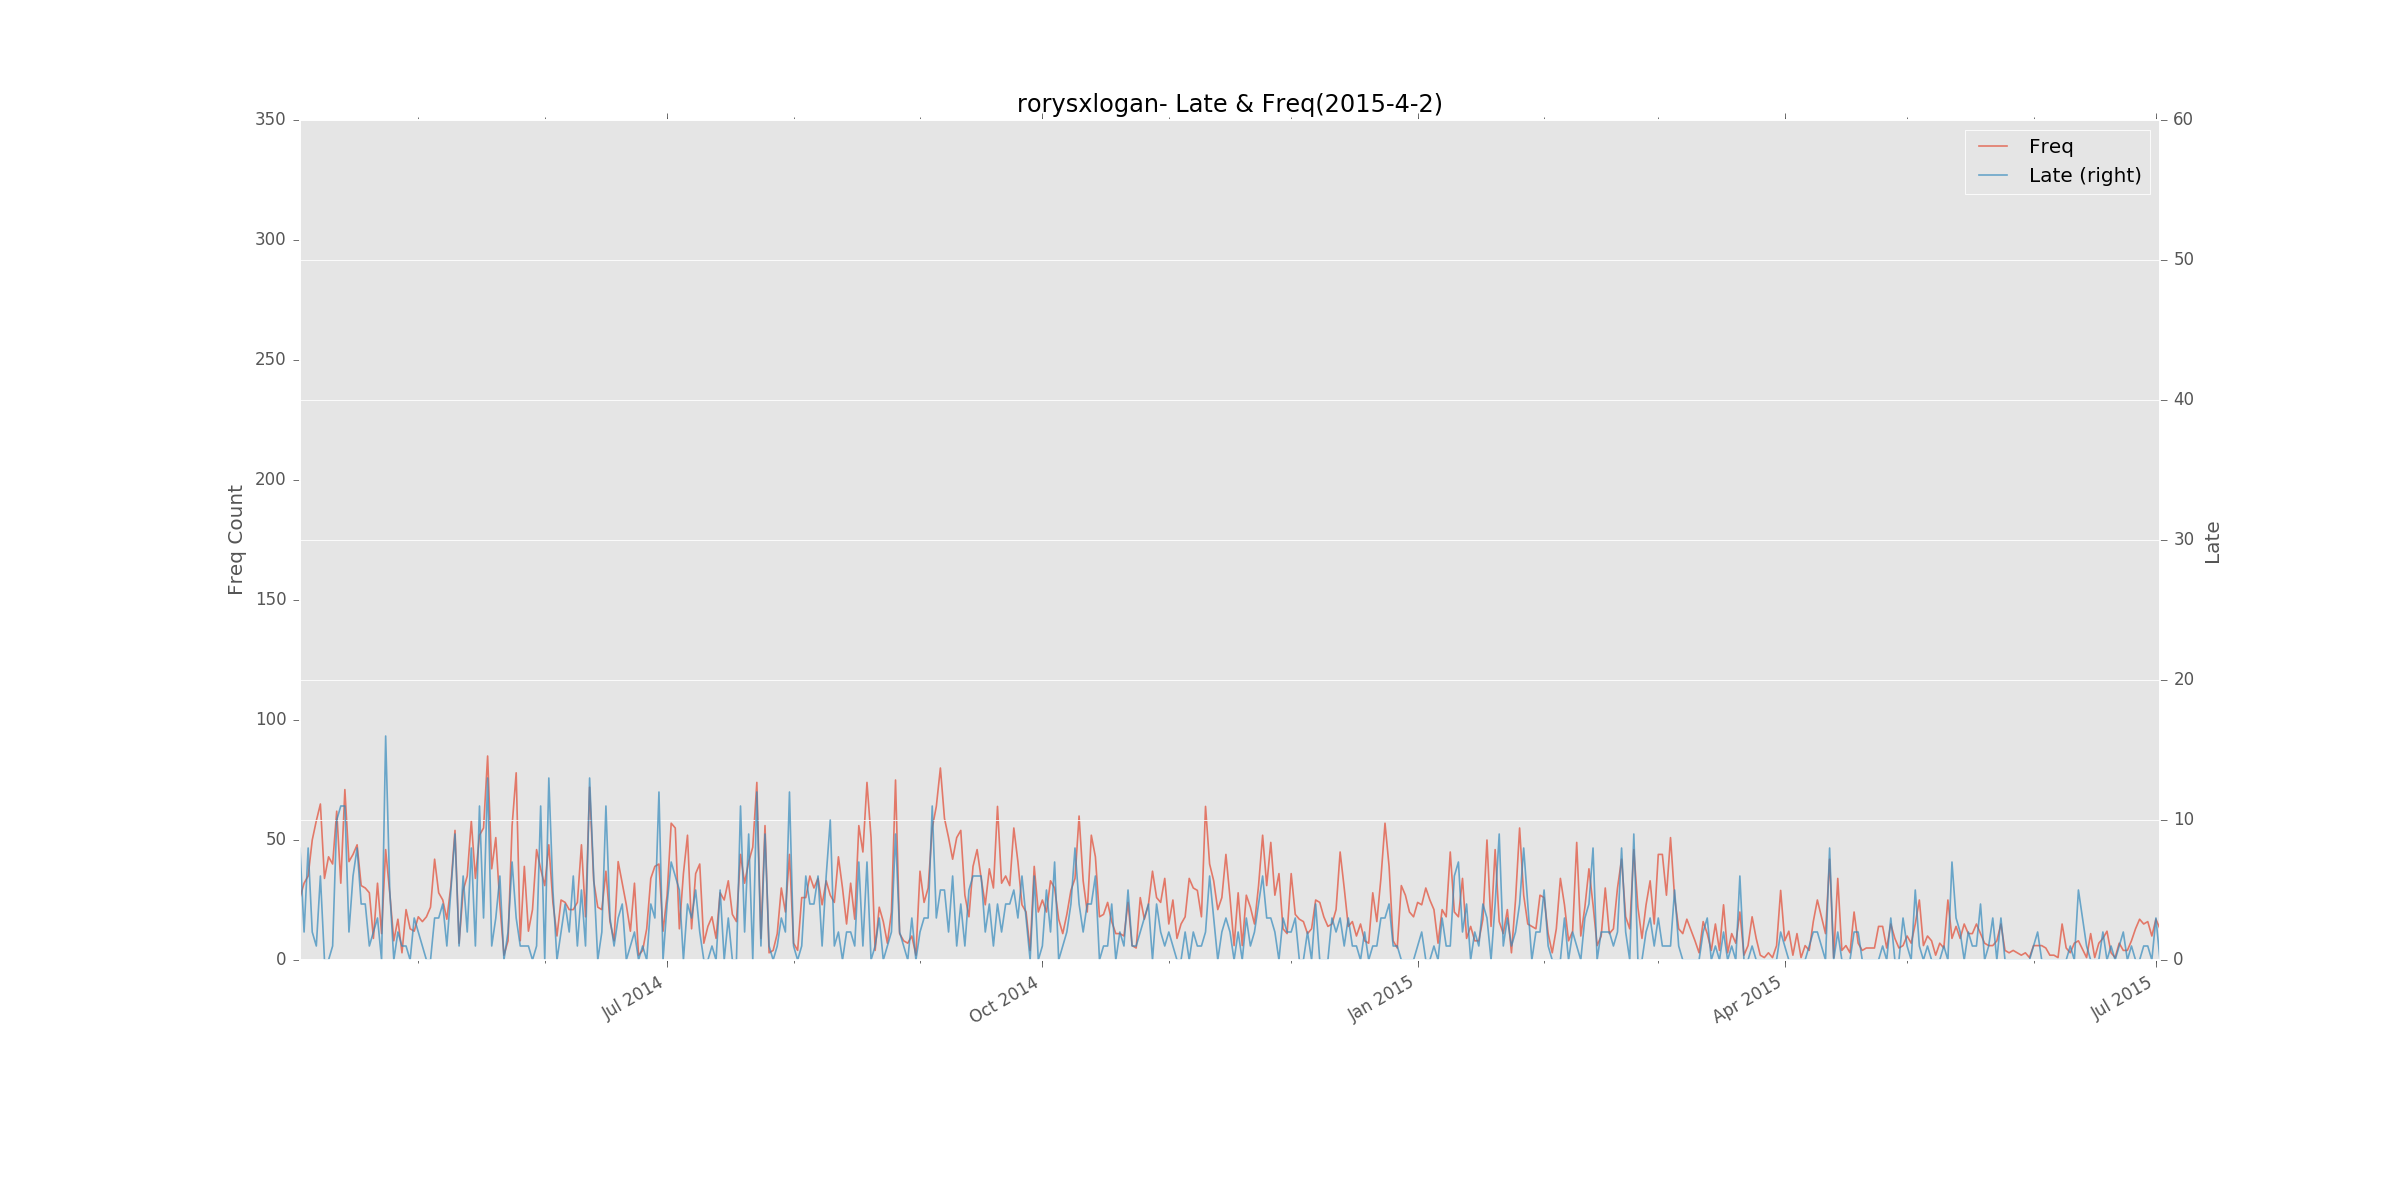 rorysxlogan- Late & Freq(2015-4-2)
Freq
Late (right)
350
300
250
200
150
100
50
0
Freq Count
60
50
40
30
20
10
0
Late
Jul 2014
Oct 2014
Jan 2015
Apr 2015
Jul 2015